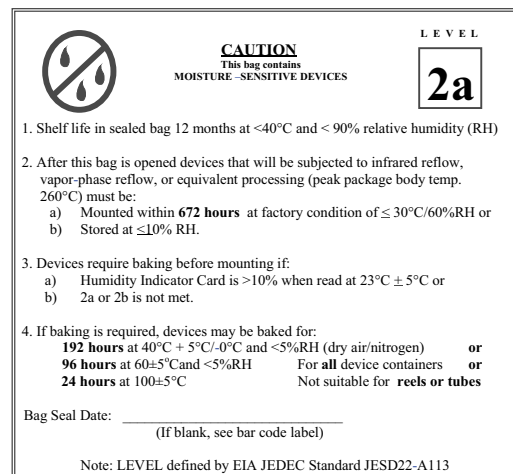 LEVEL
CAUTION
This bag contains
MOISTURE –SENSITIVE DEVICES
2a
1. Shelf life in sealed bag 12 months at <40°C and < 90% relative humidity (RH)
2. After this bag is opened devices that will be subjected to infrared reflow,
vapor-phase reflow, or equivalent processing (peak package body temp.
260°C) must be:
a) Mounted within 672 hours at factory condition of ≤ 30°C/60%RH or
b) Stored at ≤10% RH.
3. Devices require baking before mounting if:
a) Humidity Indicator Card is >10% when read at 23°C ± 5°C or
b) 2a or 2b is not met.
4. If baking is required, devices may be baked for:
192 hours at 40°C + 5°C/-0°C and <5%RH (dry air/nitrogen) or
96 hours at 60±5°Cand <5%RH For all device containers or
24 hours at 100±5°C Not suitable for reels or tubes
Bag Seal Date: ______________________________
(If blank, see bar code label)
Note: LEVEL defined by EIA JEDEC Standard JESD22-A113